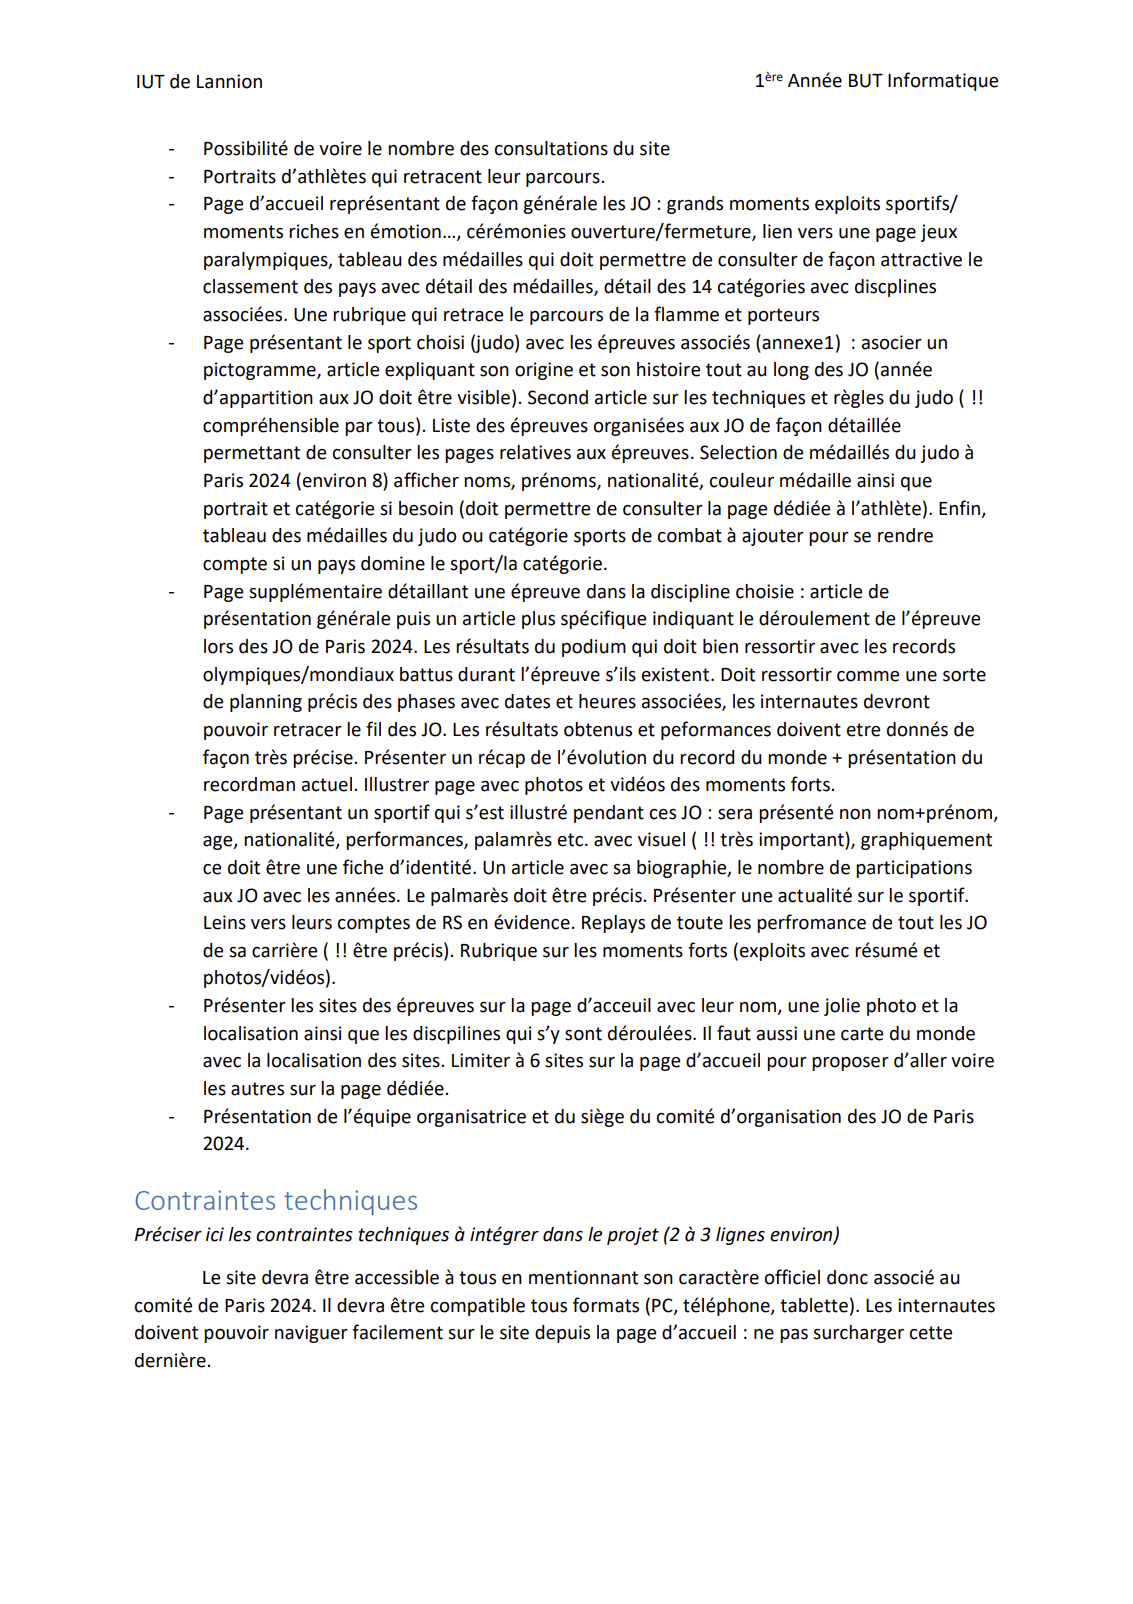 IUT de Lannion 1ère Année BUT Informatique
- Possibilité de voire le nombre des consultations du site
- Portraits d’athlètes qui retracent leur parcours.
- Page d’accueil représentant de façon générale les JO : grands moments exploits sportifs/
moments riches en émotion…, cérémonies ouverture/fermeture, lien vers une page jeux
paralympiques, tableau des médailles qui doit permettre de consulter de façon attractive le
classement des pays avec détail des médailles, détail des 14 catégories avec discplines
associées. Une rubrique qui retrace le parcours de la flamme et porteurs
- Page présentant le sport choisi (judo) avec les épreuves associés (annexe1)  : asocier un
pictogramme, article expliquant son origine et son histoire tout au long des JO (année
d’appartition aux JO doit être visible). Second article sur les techniques et règles du judo ( !!
compréhensible par tous). Liste des épreuves organisées aux JO de façon détaillée
permettant de consulter les pages relatives aux épreuves. Selection de médaillés du judo à
Paris 2024 (environ 8) afficher noms, prénoms, nationalité, couleur médaille ainsi que
portrait et catégorie si besoin (doit permettre de consulter la page dédiée à l’athlète). Enfin,
tableau des médailles du judo ou catégorie sports de combat à ajouter pour se rendre
compte si un pays domine le sport/la catégorie.
- Page supplémentaire détaillant une épreuve dans la discipline choisie : article de
présentation générale puis un article plus spécifique indiquant le déroulement de l’épreuve
lors des JO de Paris 2024. Les résultats du podium qui doit bien ressortir avec les records
olympiques/mondiaux battus durant l’épreuve s’ils existent. Doit ressortir comme une sorte
de planning précis des phases avec dates et heures associées, les internautes devront
pouvoir retracer le fil des JO. Les résultats obtenus et peformances doivent etre donnés de
façon très précise. Présenter un récap de l’évolution du record du monde + présentation du
recordman actuel. Illustrer page avec photos et vidéos des moments forts.
- Page présentant un sportif qui s’est illustré pendant ces JO : sera présenté non nom+prénom,
age, nationalité, performances, palamrès etc. avec visuel ( !! très important), graphiquement
ce doit être une fiche d’identité. Un article avec sa biographie, le nombre de participations
aux JO avec les années. Le palmarès doit être précis. Présenter une actualité sur le sportif.
Leins vers leurs comptes de RS en évidence. Replays de toute les perfromance de tout les JO
de sa carrière ( !! être précis). Rubrique sur les moments forts (exploits avec résumé et
photos/vidéos).
- Présenter les sites des épreuves sur la page d’acceuil avec leur nom, une jolie photo et la
localisation ainsi que les discpilines qui s’y sont déroulées. Il faut aussi une carte du monde
avec la localisation des sites. Limiter à 6 sites sur la page d’accueil pour proposer d’aller voire
les autres sur la page dédiée.
- Présentation de l’équipe organisatrice et du siège du comité d’organisation des JO de Paris
2024.
Contraintes techniques
Préciser ici les contraintes techniques à intégrer dans le projet (2 à 3 lignes environ)
Le site devra être accessible à tous en mentionnant son caractère officiel donc associé au
comité de Paris 2024. Il devra être compatible tous formats (PC, téléphone, tablette). Les internautes
doivent pouvoir naviguer facilement sur le site depuis la page d’accueil : ne pas surcharger cette
dernière.